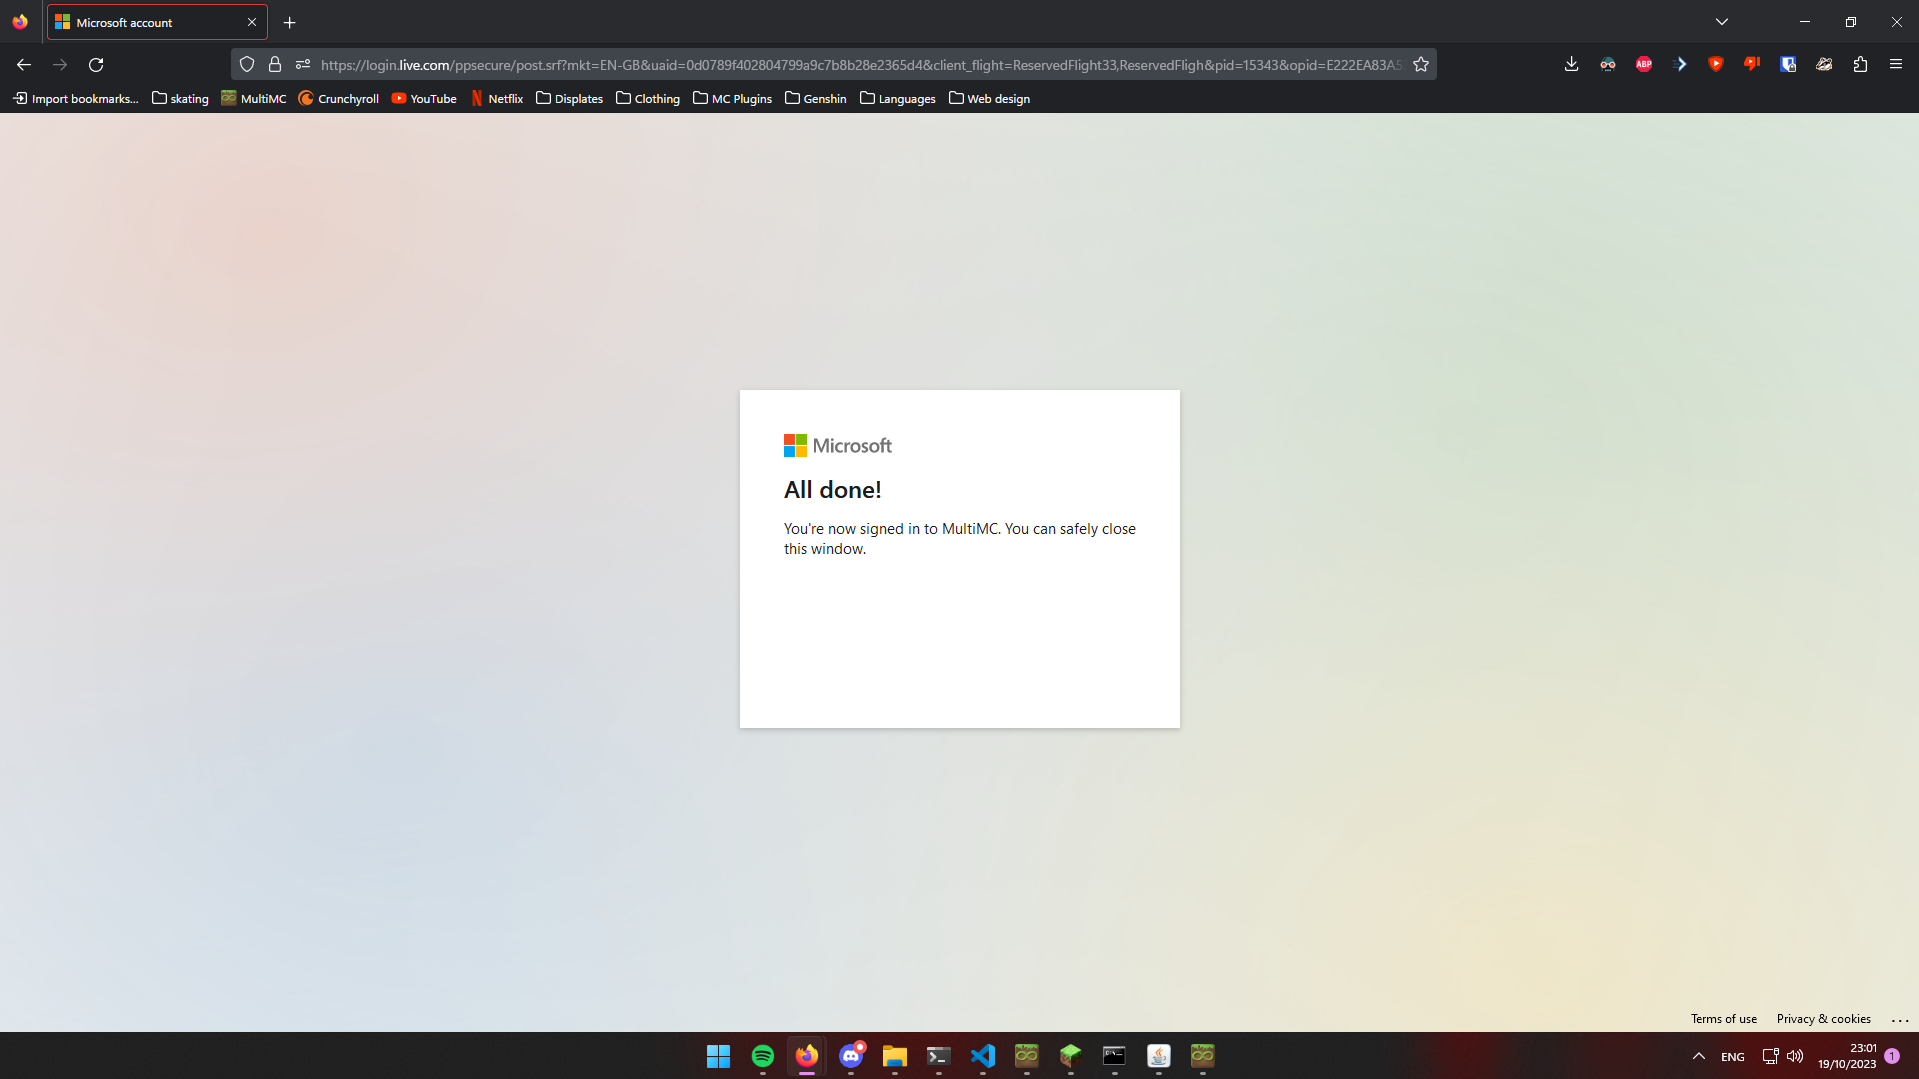 Microsoft account
https://login.live.com/ppsecure/post.srf?mkt=EN-GB&uaid=0d0789f402804799a9c7b8b28e2365d4&client_flight=ReservedFlight33,ReservedFligh&pid=15343&opid=E222EA83A5
ABP
Import bookmarks... skating MultiMC Crunchyroll YouTube Netflix Displates Clothing MC Plugins Genshin Languages Web design
Microsoft
All done!
You're now signed in to MultiMC. You can safely close
this window.
Terms of use Privacy & cookies ...
ENG
23:01
19/10/2023
1